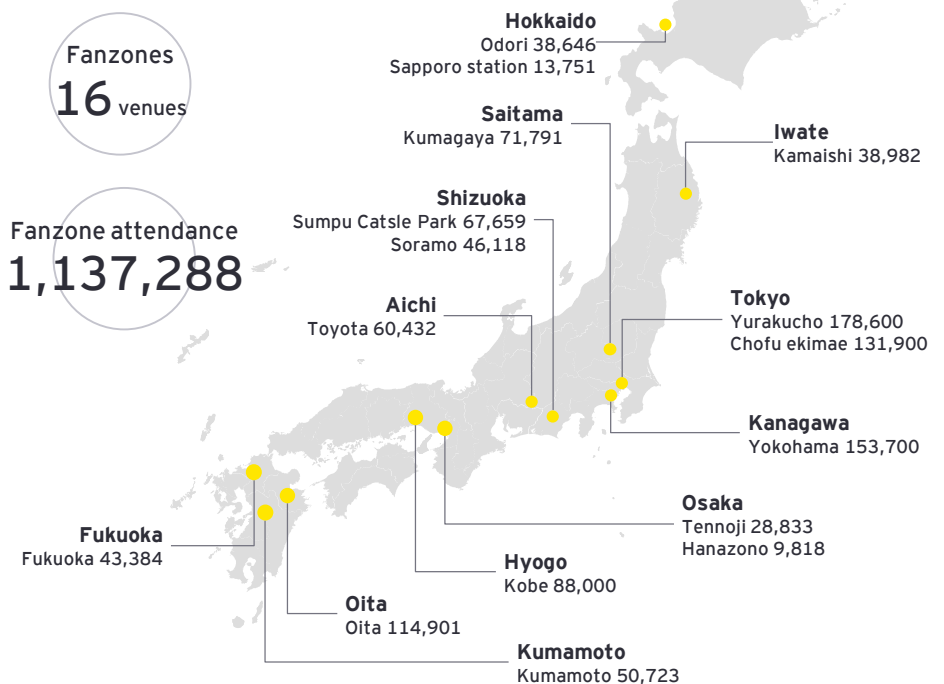 Fanzones
16 venues
Fanzone attendance
1,137,288
Hokkaido
Odori 38,646
Sapporo station 13,751
Saitama
Kumagaya 71,791
Iwate
Kamaishi 38,982
Shizuoka
Sumpu Catsle Park 67,659
Soramo 46,118
Aichi
Toyota 60,432
Tokyo
Yurakucho 178,600
Chofu ekimae 131,900
Kanagawa
Yokohama 153,700
Osaka
Tennoji 28,833
Hanazono 9,818
Fukuoka
Fukuoka 43,384
Hyogo
Kobe 88,000
Oita
Oita 114,901
Kumamoto
Kumamoto 50,723